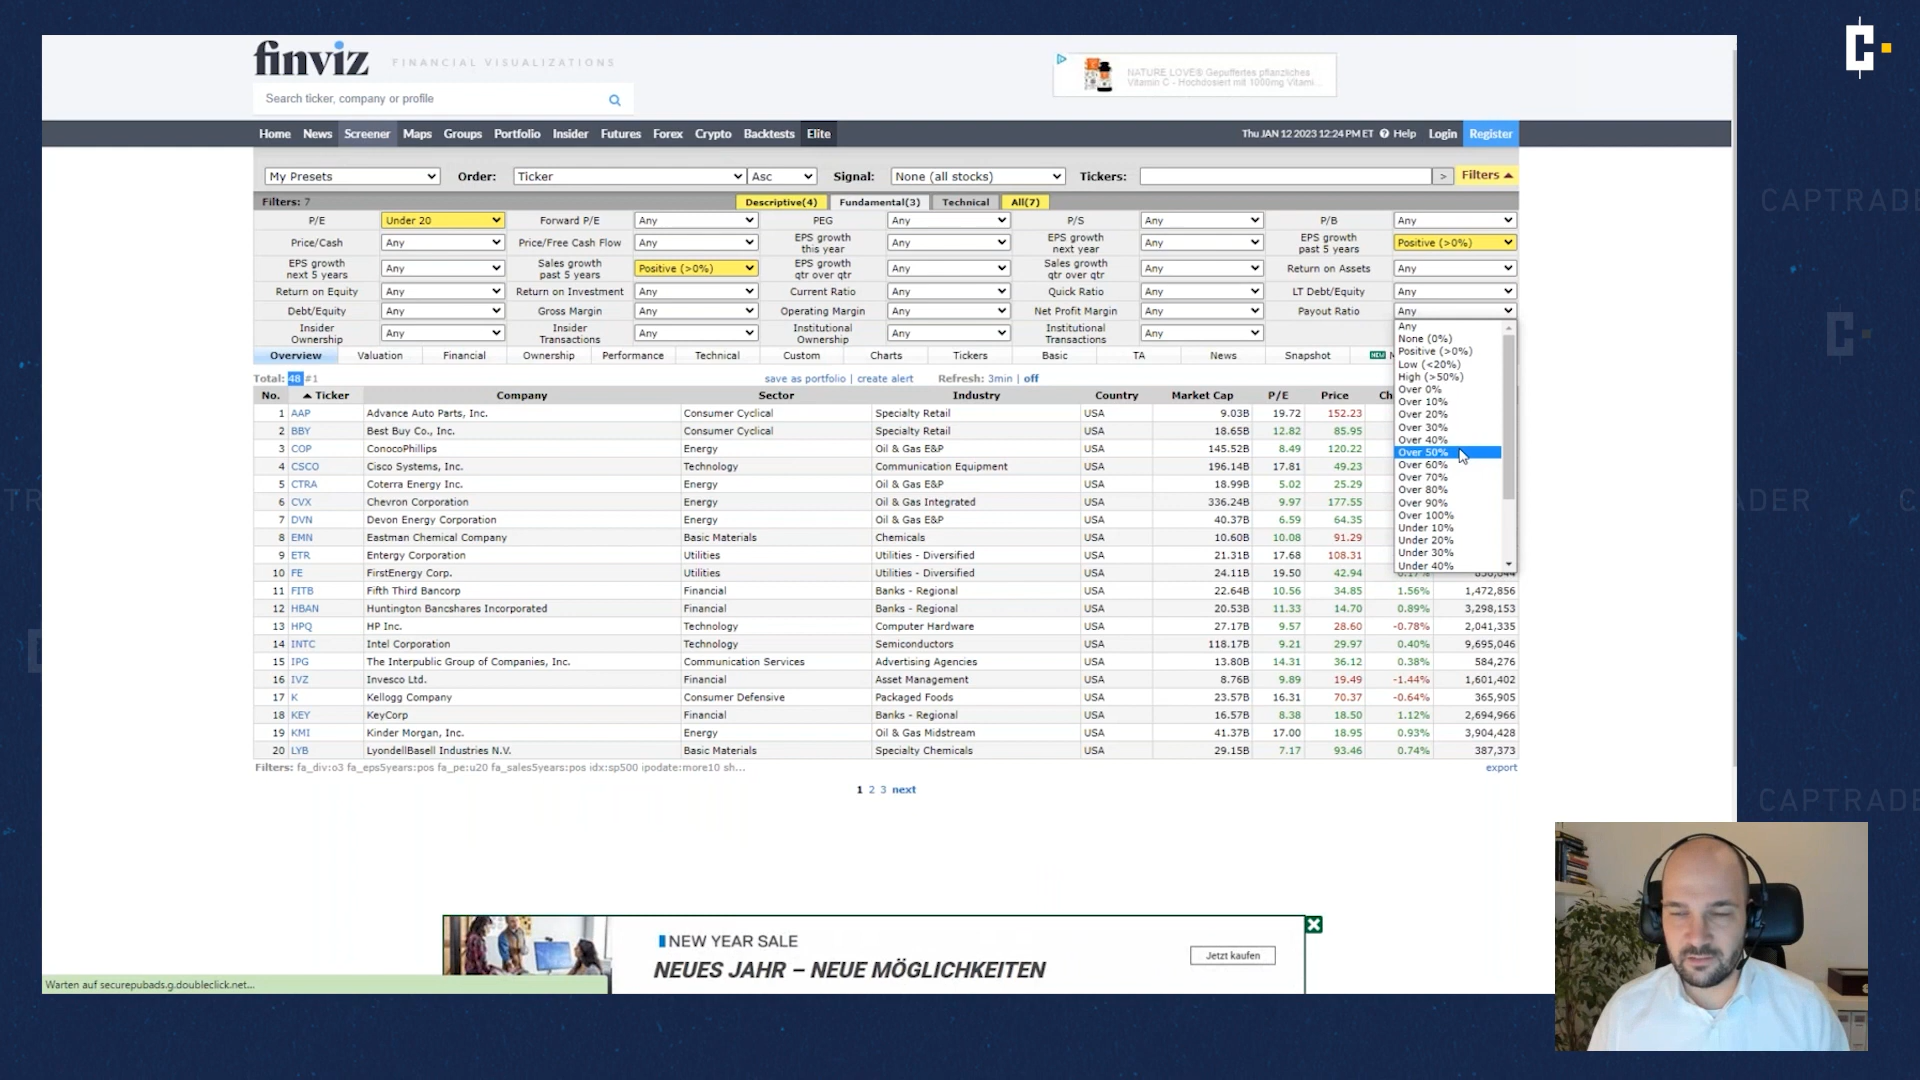 finviz FINANCIAL VISUALIZATIONS
NATURE LOVE® Gepuffertes pflanzliches
Vitamin C - Hochdosiert mit 1000mg Vitami...
Search ticker, company or profile
Home News Screener Maps Groups Portfolio Insider Futures Forex Crypto Backtests Elite Thu JAN 12 2023 12:24 PM ET Help Login Register
My Presets Order: Ticker Asc Signal: None (all stocks) Tickers: > Filters
Filters: 7 Descriptive(4) Fundamental(3) Technical All(7)
P/E Under 20 Forward P/E Any PEG Any P/S Any P/B Any
Price/Cash Any Price/Free Cash Flow Any EPS growth this year Any EPS growth next year Any EPS growth past 5 years Positive (>0%)
EPS growth next 5 years Any Sales growth past 5 years Positive (>0%) EPS growth qtr over qtr Any Sales growth qtr over qtr Any Return on Assets Any
Return on Equity Any Return on Investment Any Current Ratio Any Quick Ratio Any LT Debt/Equity Any
Debt/Equity Any Gross Margin Any Operating Margin Any Net Profit Margin Any Payout Ratio Any
Insider Ownership Any Insider Transactions Any Institutional Ownership Any Institutional Transactions Any
Any
None (0%)
Positive (>0%)
Low (<20%)
High (>50%)
Over 0%
Over 10%
Over 20%
Over 30%
Over 40%
Over 50%
Over 60%
Over 70%
Over 80%
Over 90%
Over 100%
Under 10%
Under 20%
Under 30%
Under 40%
Overview Valuation Financial Ownership Performance Technical Custom Charts Tickers Basic TA News Snapshot NEW M
Total: 48 #1 save as portfolio | create alert Refresh: 3min | off
No. Ticker Company Sector Industry Country Market Cap P/E Price Ch
1 AAP Advance Auto Parts, Inc. Consumer Cyclical Specialty Retail USA 9.03B 19.72 152.23
2 BBY Best Buy Co., Inc. Consumer Cyclical Specialty Retail USA 18.65B 12.82 85.95
3 COP ConocoPhillips Energy Oil & Gas E&P USA 145.52B 8.49 120.22
4 CSCO Cisco Systems, Inc. Technology Communication Equipment USA 196.14B 17.81 49.23
5 CTRA Coterra Energy Inc. Energy Oil & Gas E&P USA 18.99B 5.02 25.29
6 CVX Chevron Corporation Energy Oil & Gas Integrated USA 336.24B 9.97 177.55
7 DVN Devon Energy Corporation Energy Oil & Gas E&P USA 40.37B 6.59 64.35
8 EMN Eastman Chemical Company Basic Materials Chemicals USA 10.60B 10.08 91.29
9 ETR Entergy Corporation Utilities Utilities - Diversified USA 21.31B 17.68 108.31
10 FE FirstEnergy Corp. Utilities Utilities - Diversified USA 24.11B 19.50 42.94
11 FITB Fifth Third Bancorp Financial Banks - Regional USA 22.64B 10.56 34.85 1.56% 1,472,856
12 HBAN Huntington Bancshares Incorporated Financial Banks - Regional USA 20.53B 11.33 14.70 0.89% 3,298,153
13 HPQ HP Inc. Technology Computer Hardware USA 27.17B 9.57 28.60 -0.78% 2,041,335
14 INTC Intel Corporation Technology Semiconductors USA 118.17B 9.21 29.97 0.40% 9,695,046
15 IPG The Interpublic Group of Companies, Inc. Communication Services Advertising Agencies USA 13.80B 14.31 36.12 0.38% 584,276
16 IVZ Invesco Ltd. Financial Asset Management USA 8.76B 9.89 19.49 -1.44% 1,601,402
17 K Kellogg Company Consumer Defensive Packaged Foods USA 23.57B 16.31 70.37 -0.64% 365,905
18 KEY KeyCorp Financial Banks - Regional USA 16.57B 8.38 18.50 1.12% 2,694,966
19 KMI Kinder Morgan, Inc. Energy Oil & Gas Midstream USA 41.37B 17.00 18.95 0.93% 3,904,428
20 LYB LyondellBasell Industries N.V. Basic Materials Specialty Chemicals USA 29.15B 7.17 93.46 0.74% 387,373
Filters: fa_div:o3 fa_eps5years:pos fa_pe:u20 fa_sales5years:pos idx:sp500 ipodate:more10 sh... export
1 2 3 next
NEW YEAR SALE
NEUES JAHR – NEUE MÖGLICHKEITEN
Jetzt kaufen
Warten auf securepubads.g.doubleclick.net...
CAPTRADE
ADER
CAPTRADE